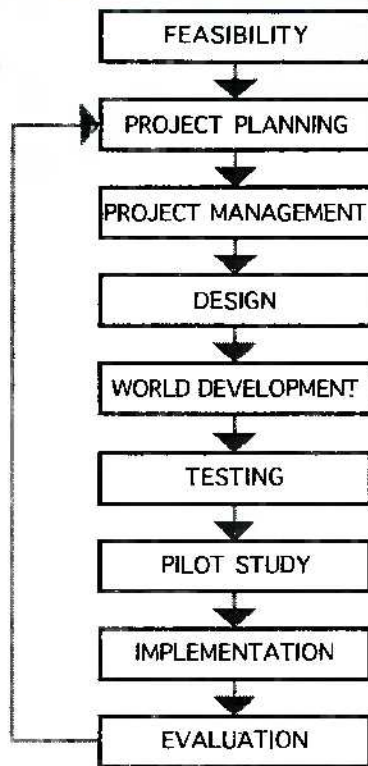 FEASIBILITY
PROJECT PLANNING
PROJECT MANAGEMENT
DESIGN
WORLD DEVELOPMENT
TESTING
PILOT STUDY
IMPLEMENTATION
EVALUATION